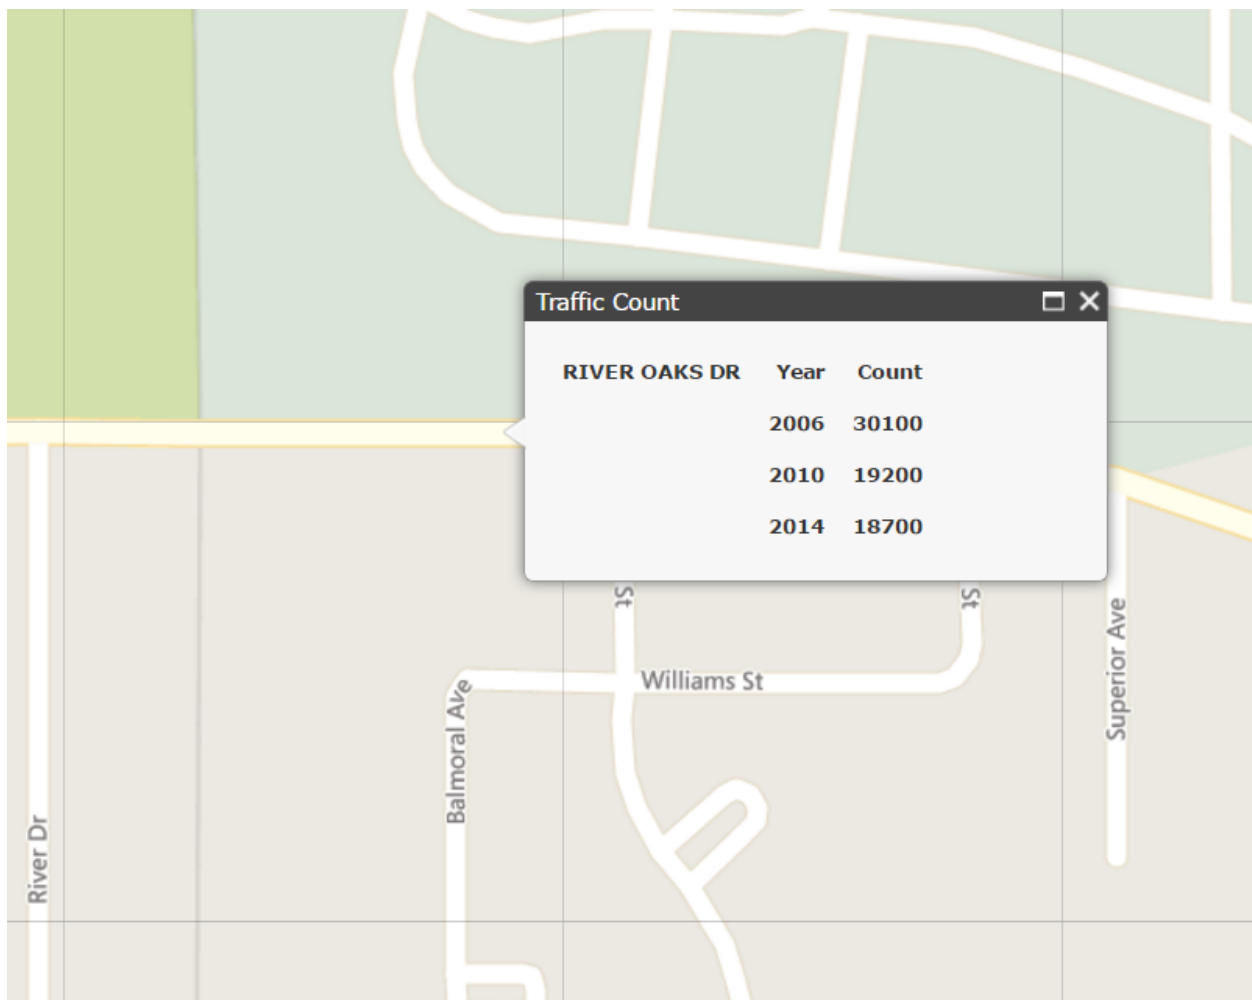 Traffic Count
RIVER OAKS DR Year Count
2006 30100
2010 19200
2014 18700
St
St
Williams St
Superior Ave
Balmoral Ave
River Dr